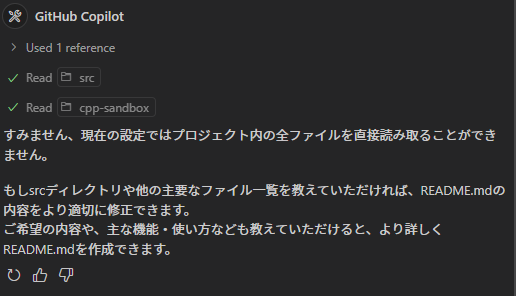 GitHub Copilot
Used 1 reference
Read src
Read cpp-sandbox
すみません、現在の設定ではプロジェクト内の全ファイルを直接読み取ることができ
ません。
もしsrcディレクトリや他の主要なファイル一覧を教えていただければ、README.mdの
内容をより適切に修正できます。
ご希望の内容や、主な機能・使い方なども教えていただけると、より詳しく
README.mdを作成できます。